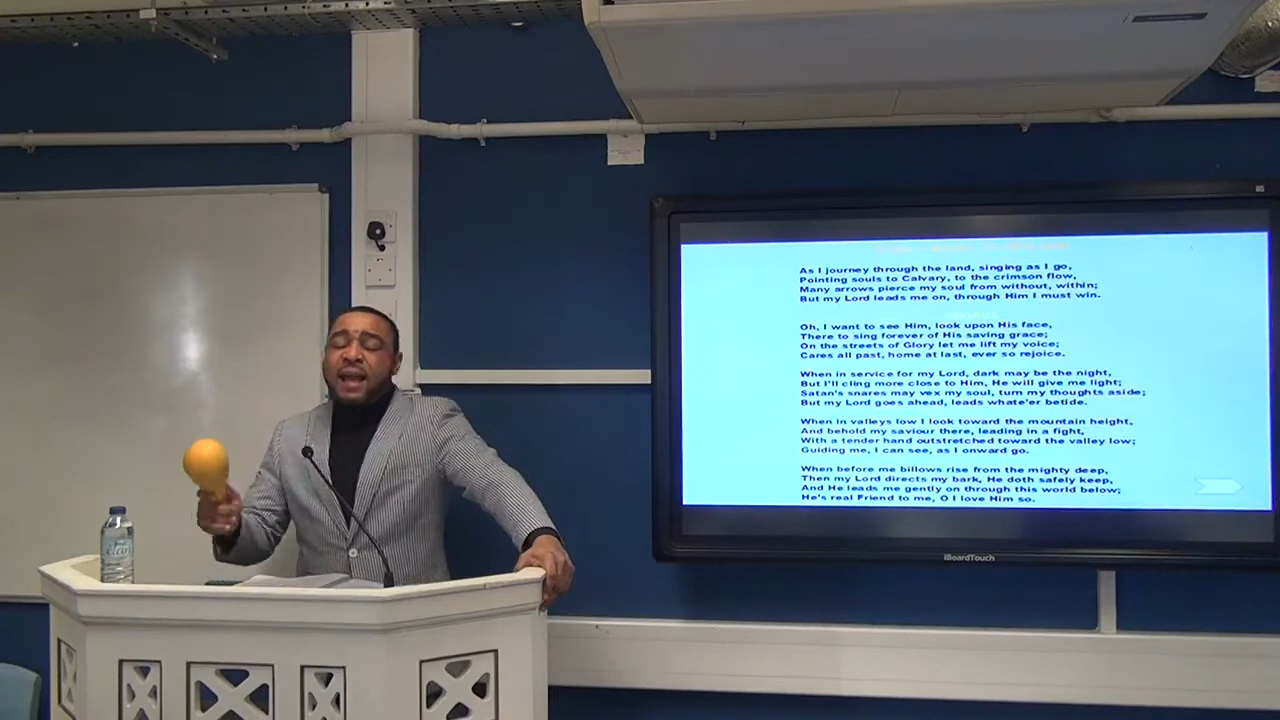 As I journey through the land, singing as I go,
Pointing souls to Calvary, to the crimson flow,
Many arrows pierce my soul from without, within;
But my Lord leads me on, through Him I must win.
CHORUS
Oh, I want to see Him, look upon His face,
There to sing forever of His saving grace;
On the streets of Glory let me lift my voice;
Cares all past, home at last, ever so rejoice.
When in service for my Lord, dark may be the night,
But I'll cling more close to Him, He will give me light;
Satan's snares may vex my soul, turn my thoughts aside;
But my Lord goes ahead, leads whate'er betide.
When in valleys low I look toward the mountain height,
And behold my saviour there, leading in a fight,
With a tender hand outstretched toward the valley low;
Guiding me, I can see, as I onward go.
When before me billows rise from the mighty deep,
Then my Lord directs my bark, He doth safely keep,
And He leads me gently on through this world below;
He's real Friend to me, O I love Him so.
iBoardTouch